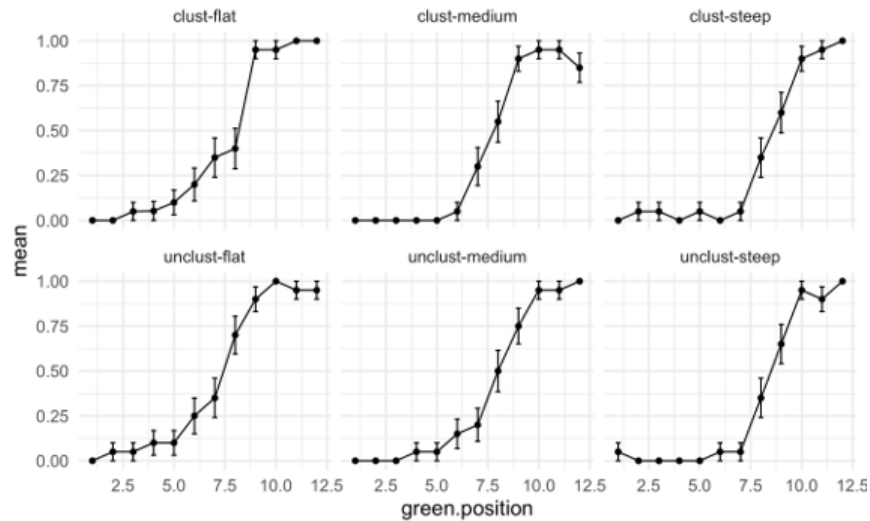 clust-flat clust-medium clust-steep
1.00
0.75
0.50
0.25
0.00
mean
unclust-flat unclust-medium unclust-steep
1.00
0.75
0.50
0.25
0.00
2.5 5.0 7.5 10.0 12.5 2.5 5.0 7.5 10.0 12.5 2.5 5.0 7.5 10.0 12.5
green.position